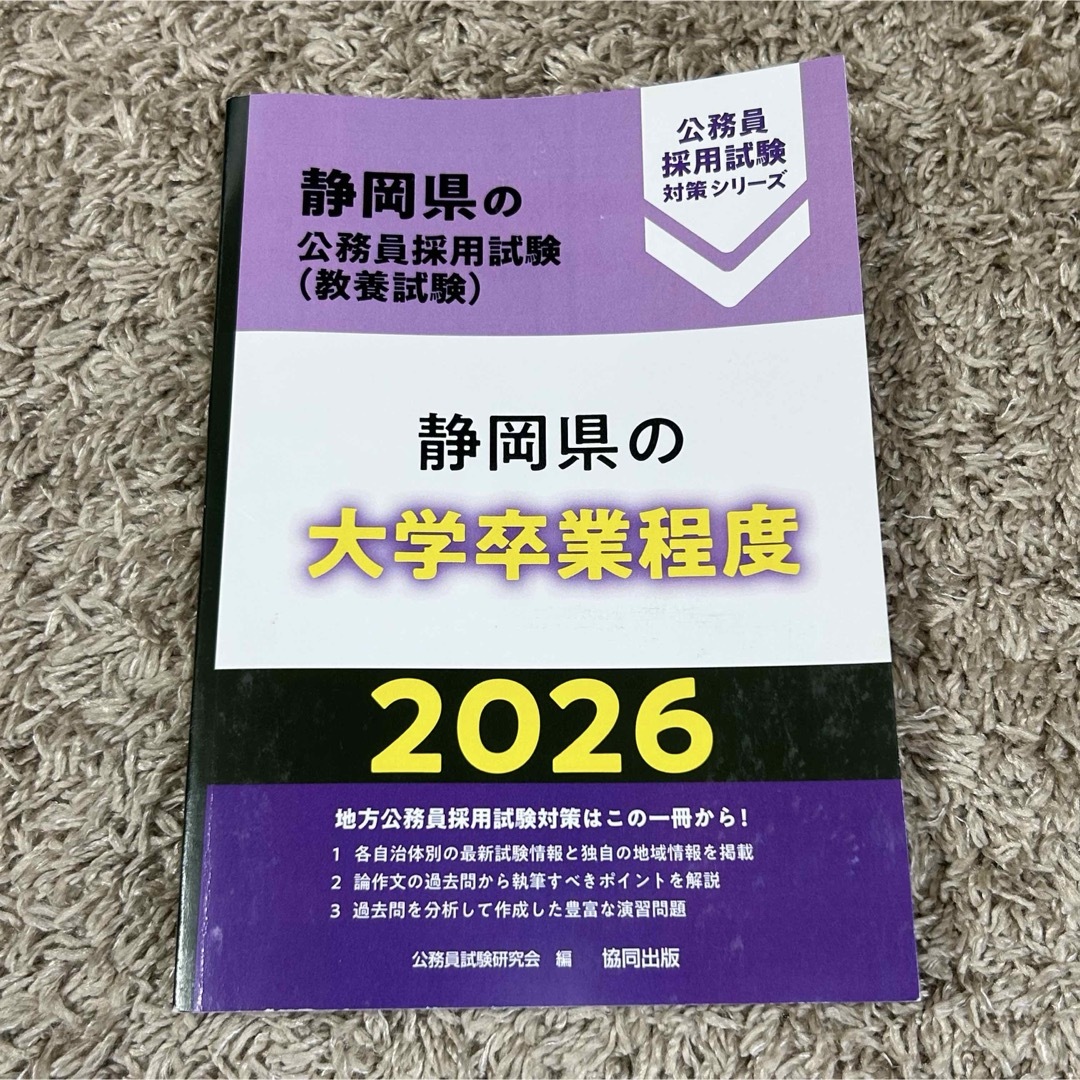 公務員
採用試験
対策シリーズ
静岡県の
公務員採用試験
（教養試験）
静岡県の
大学卒業程度
2026
地方公務員採用試験対策はこの一冊から！
1 各自治体別の最新試験情報と独自の地域情報を掲載
2 論作文の過去問から執筆すべきポイントを解説
3 過去問を分析して作成した豊富な演習問題
公務員試験研究会 編 協同出版